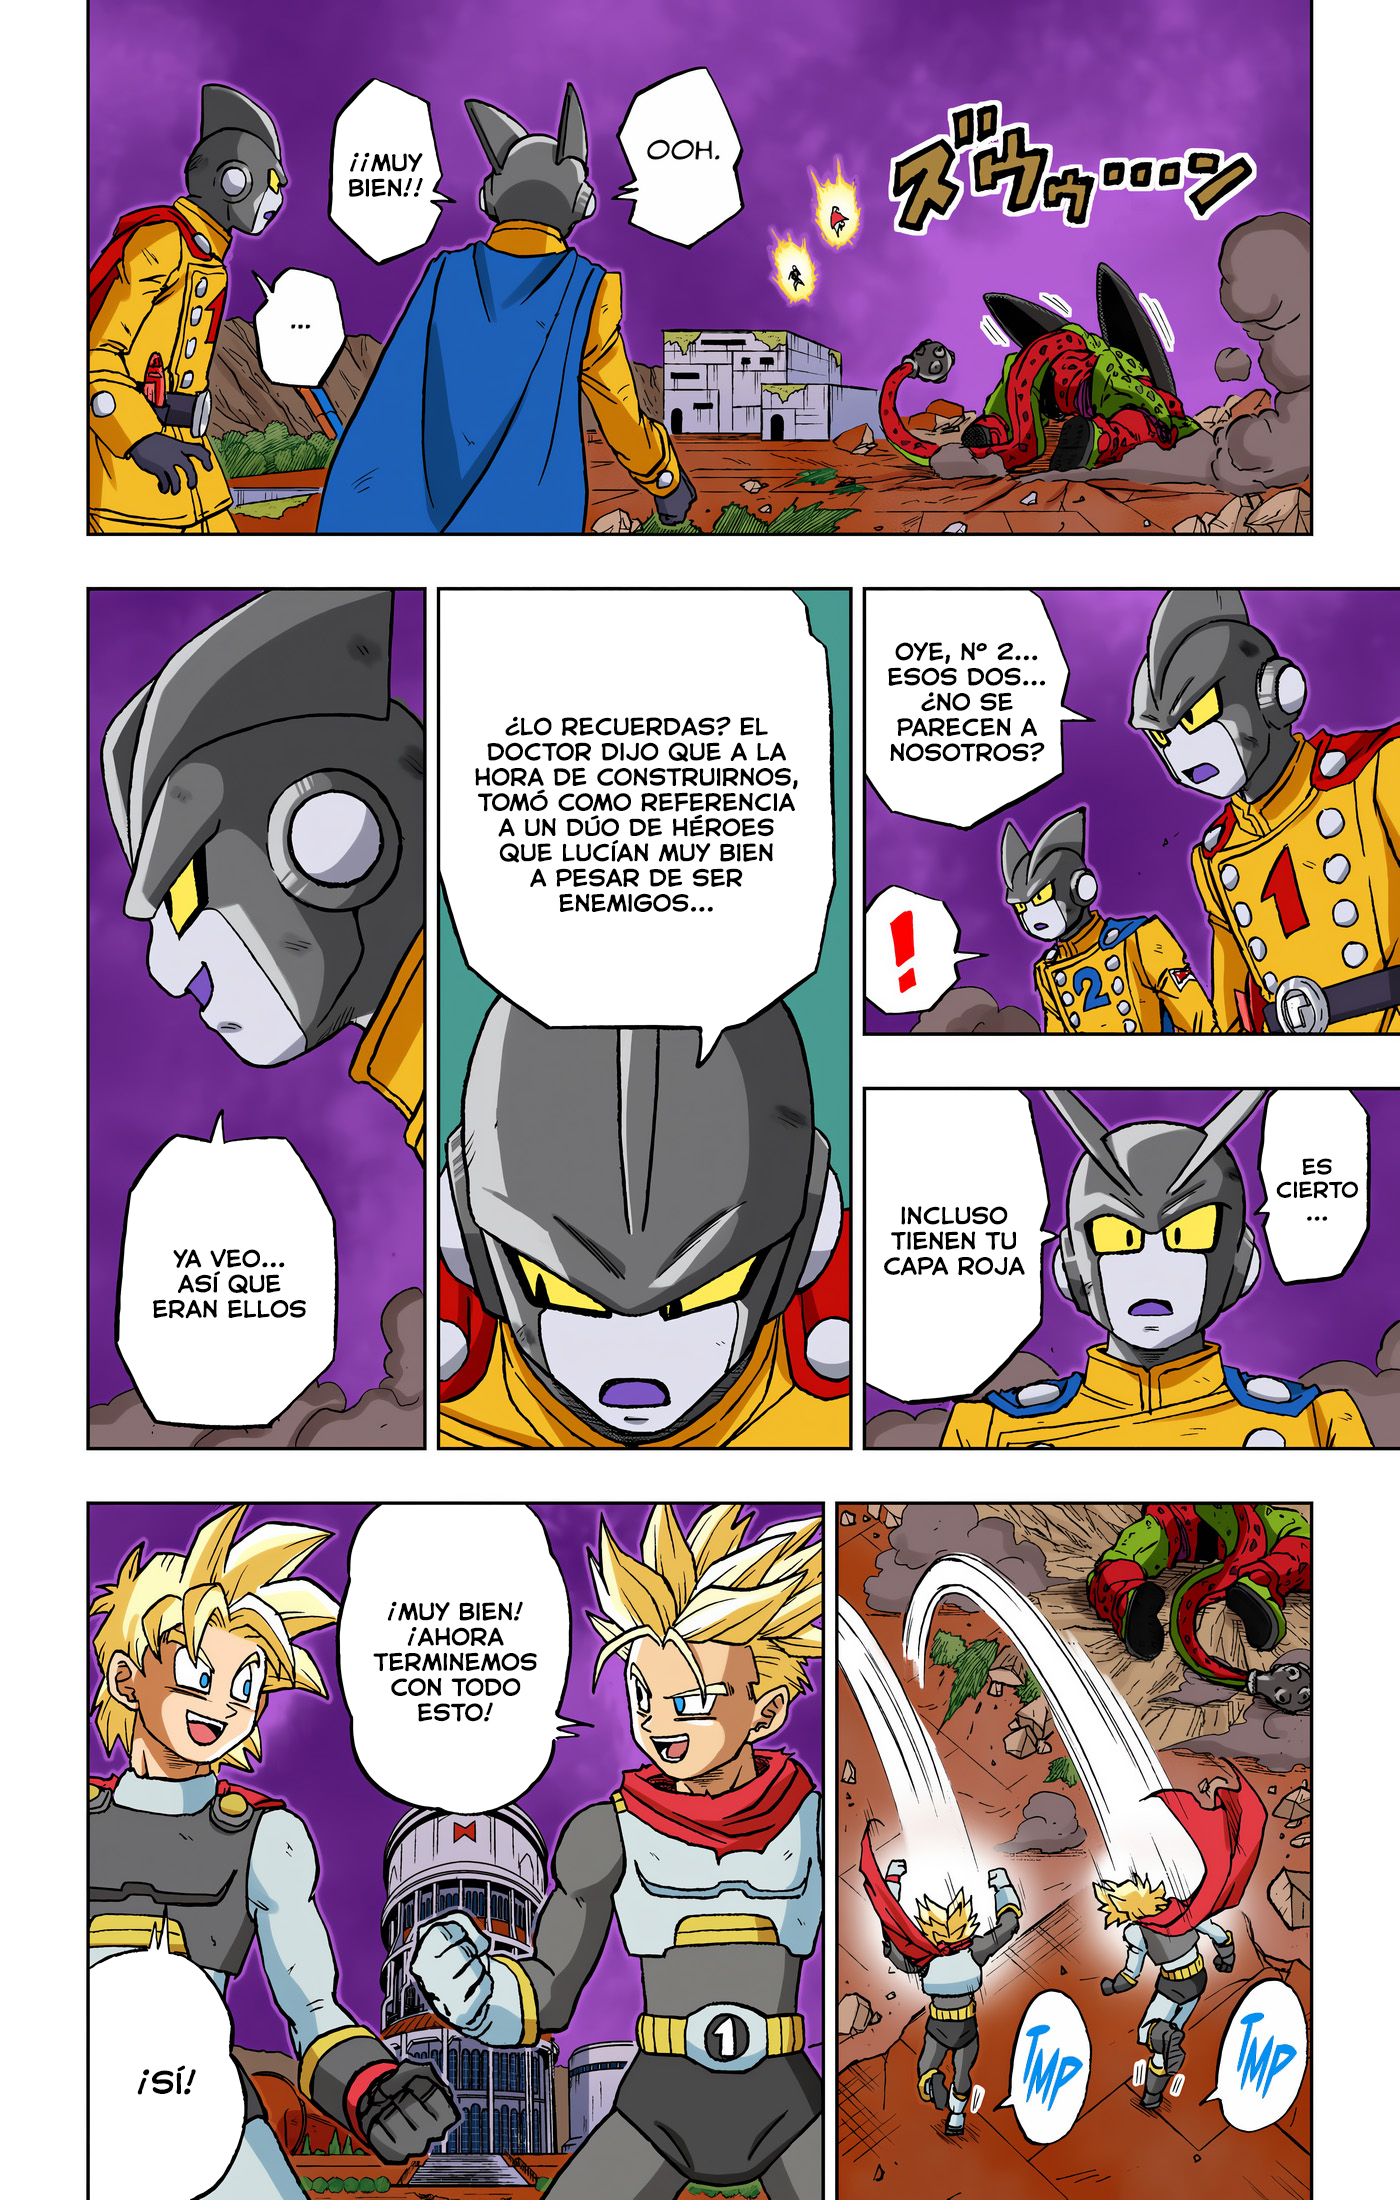 ズウゥ…ン
OOH.
¡¡MUY
BIEN!!
...
OYE, Nº 2...
ESOS DOS...
¿NO SE
PARECEN A
NOSOTROS?
!
1
2
ES
CIERTO
...
INCLUSO
TIENEN TU
CAPA ROJA
¿LO RECUERDAS? EL
DOCTOR DIJO QUE A LA
HORA DE CONSTRUIRNOS,
TOMÓ COMO REFERENCIA
A UN DÚO DE HÉROES
QUE LUCÍAN MUY BIEN
A PESAR DE SER
ENEMIGOS...
YA VEO...
ASÍ QUE
ERAN ELLOS
TMP
TMP
¡MUY BIEN!
¡AHORA
TERMINEMOS
CON TODO
ESTO!
1
¡SÍ!